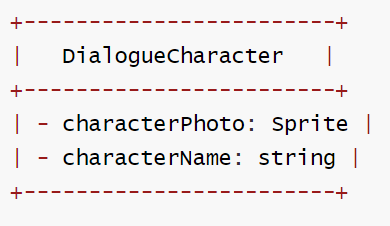 +------------------------+
|   DialogueCharacter   |
+------------------------+
| - characterPhoto: Sprite |
| - characterName: string |
+------------------------+